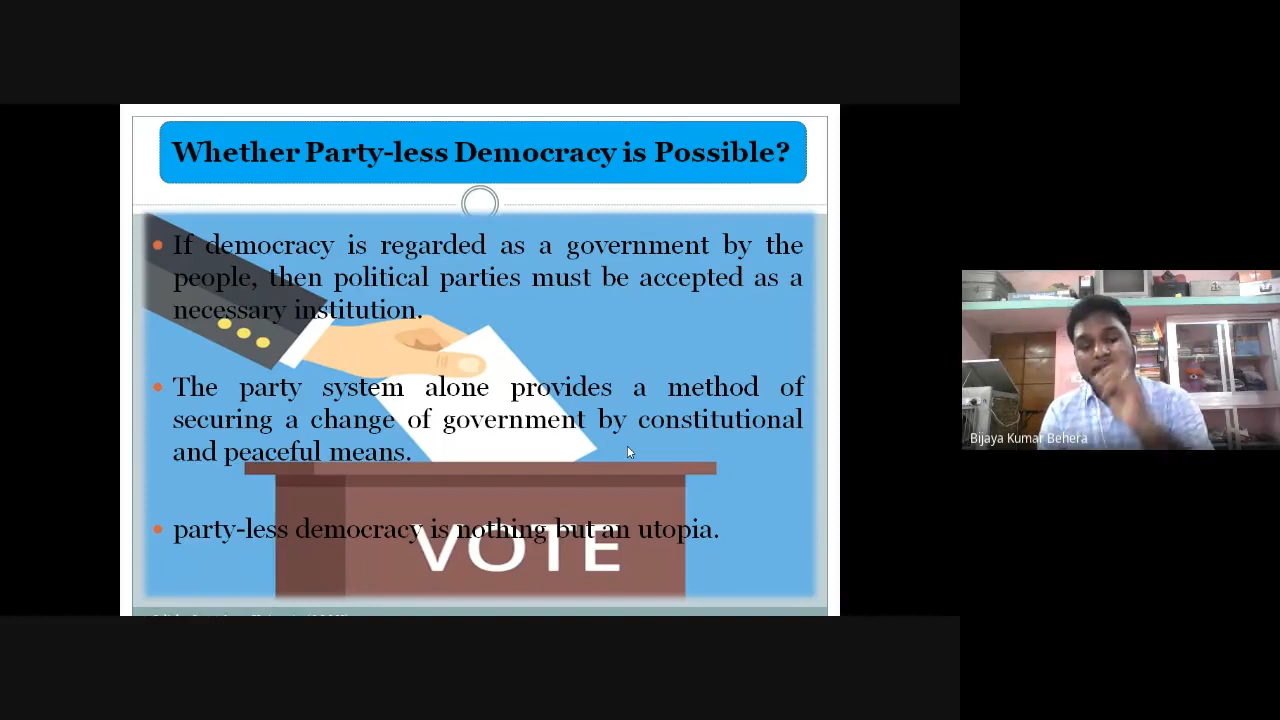 Whether Party-less Democracy is Possible?
• If democracy is regarded as a government by the
people, then political parties must be accepted as a
necessary institution.
• The party system alone provides a method of
securing a change of government by constitutional
and peaceful means.
• party-less democracy is nothing but an utopia.
VOTE
Bijaya Kumar Behera